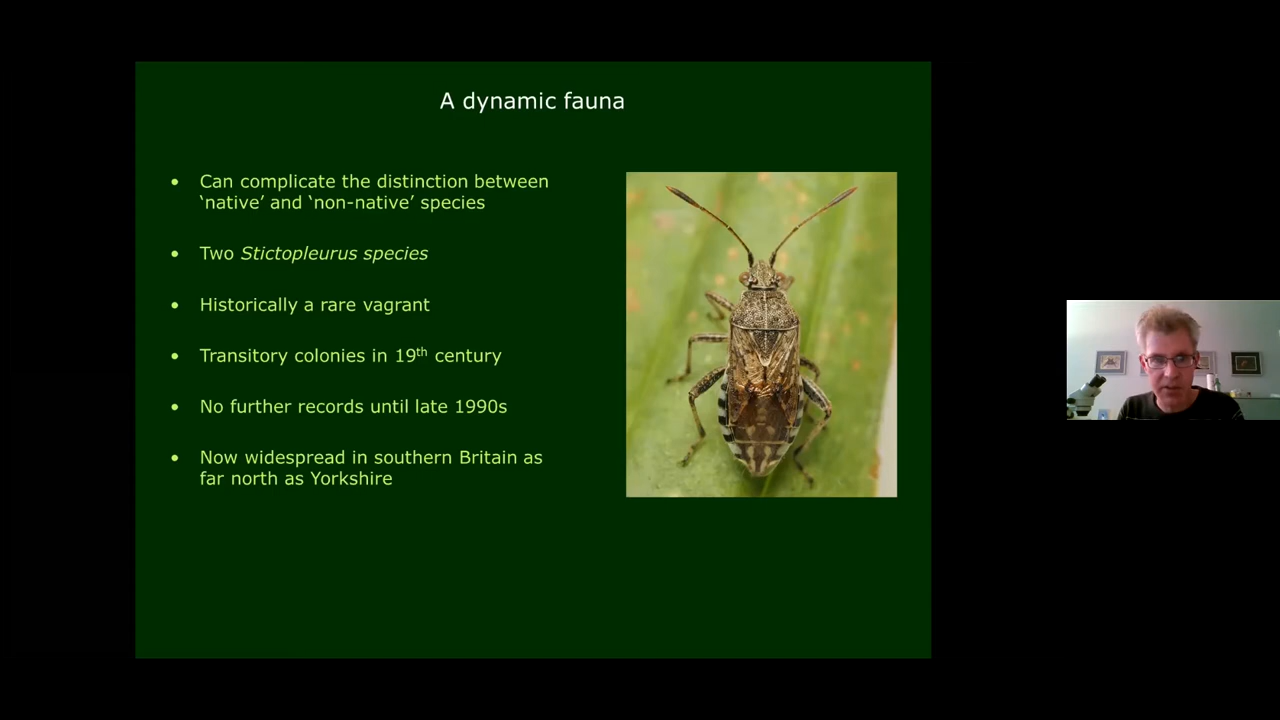 A dynamic fauna
• Can complicate the distinction between
‘native’ and ‘non-native’ species
• Two Stictopleurus species
• Historically a rare vagrant
• Transitory colonies in 19th century
• No further records until late 1990s
• Now widespread in southern Britain as
far north as Yorkshire